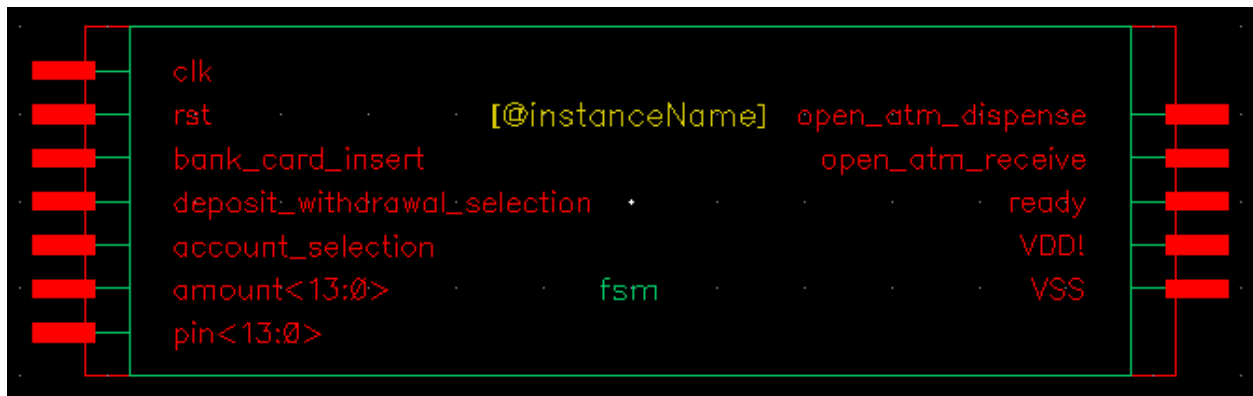 clk
rst [@instanceName] open_atm_dispense
bank_card_insert open_atm_receive
deposit_withdrawal_selection ready
account_selection VDD!
amount<13:0> fsm VSS
pin<13:0>